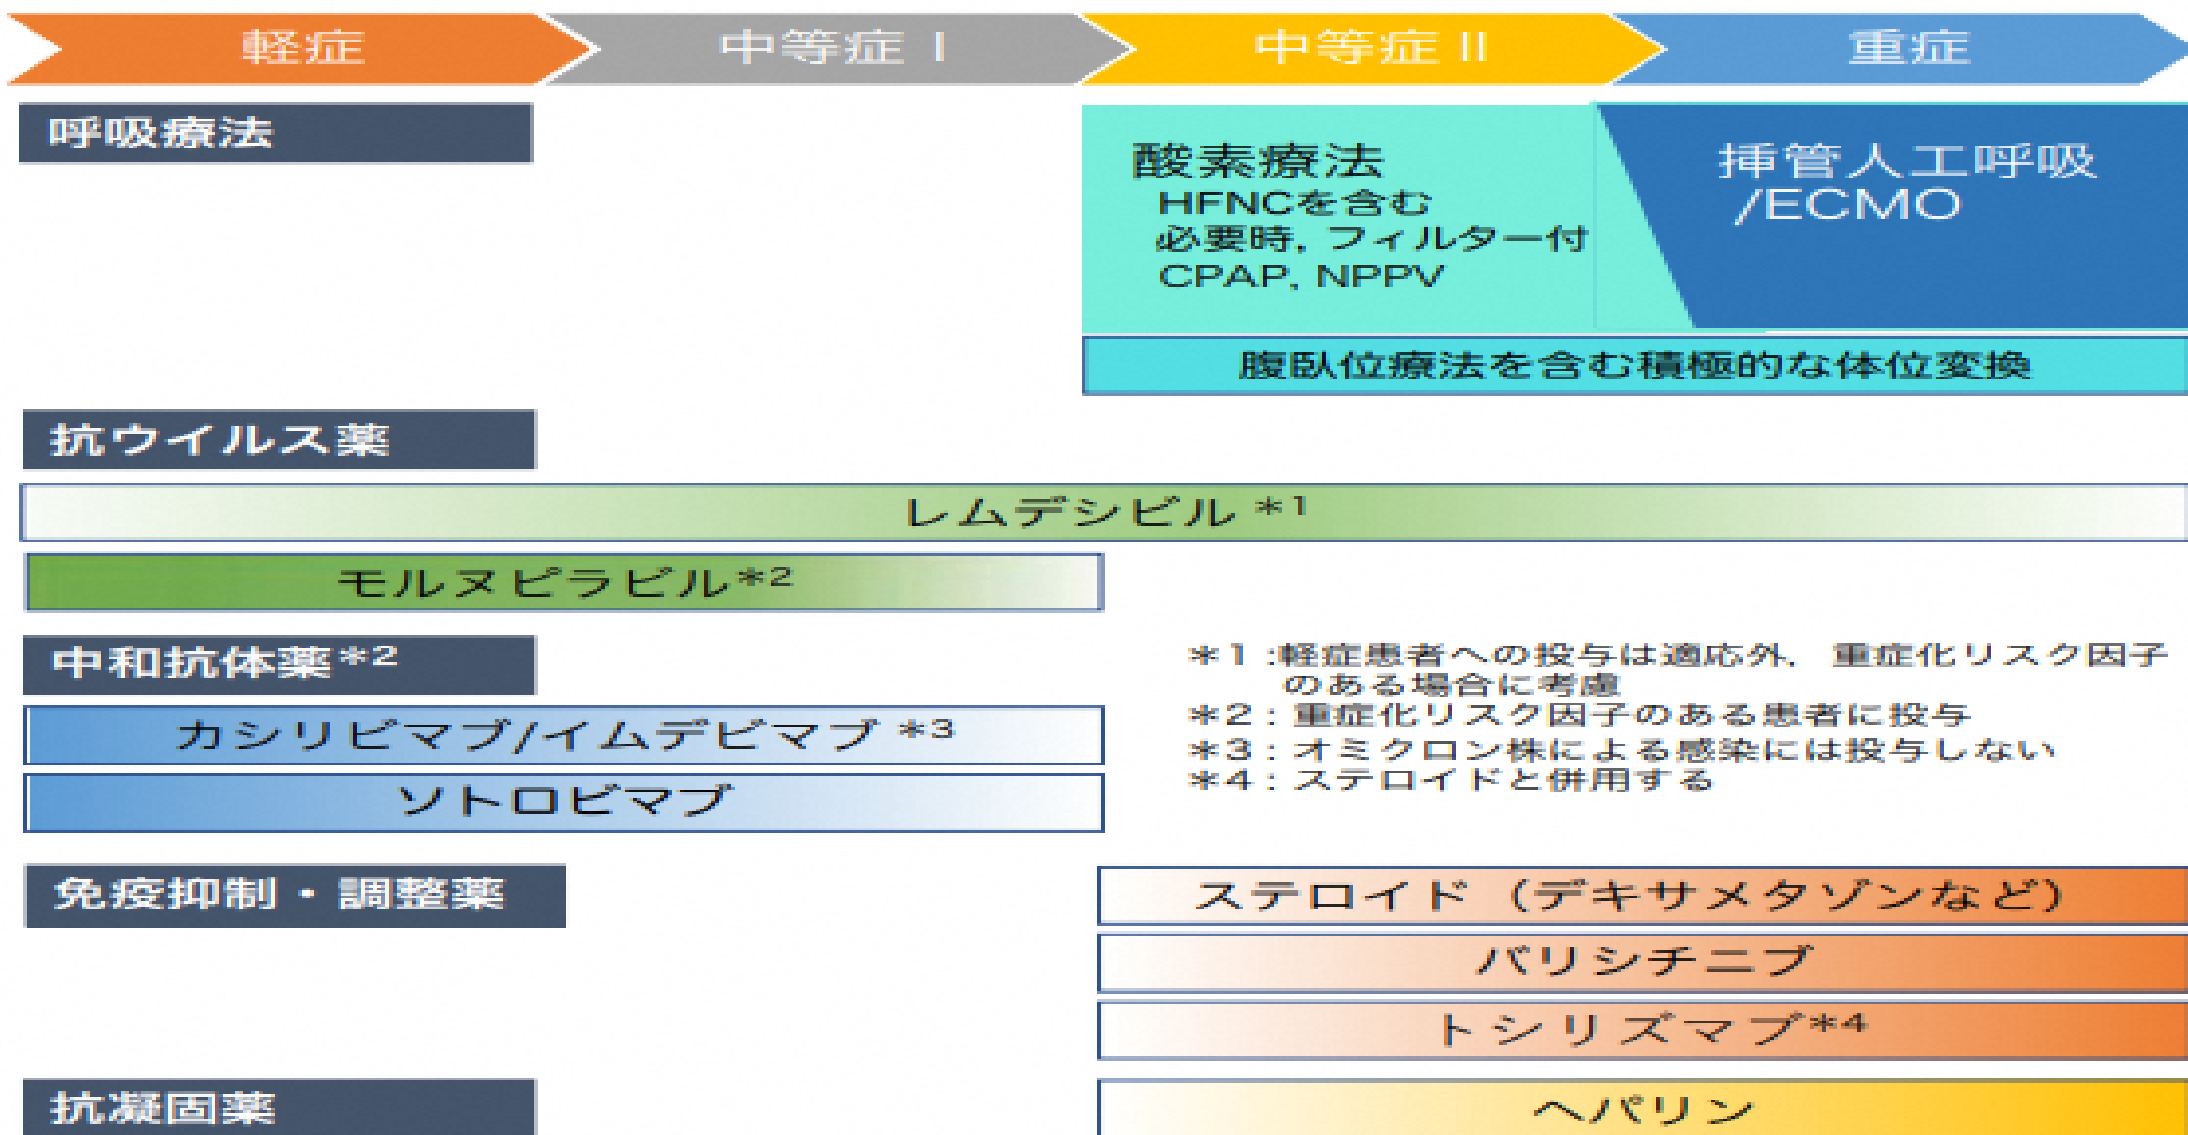 軽症
中等症 I
中等症 II
重症
呼吸療法
酸素療法
HFNCを含む
必要時, フィルター付
CPAP, NPPV
挿管人工呼吸
/ECMO
腹臥位療法を含む積極的な体位変換
抗ウイルス薬
レムデシビル *1
モルヌピラビル*2
中和抗体薬*2
カシリビマブ/イムデビマブ *3
ソトロビマブ
*1:軽症患者への投与は適応外, 重症化リスク因子
のある場合に考慮
*2:重症化リスク因子のある患者に投与
*3:オミクロン株による感染には投与しない
*4:ステロイドと併用する
免疫抑制・調整薬
ステロイド（デキサメタゾンなど）
バリシチニブ
トシリズマブ*4
抗凝固薬
ヘパリン